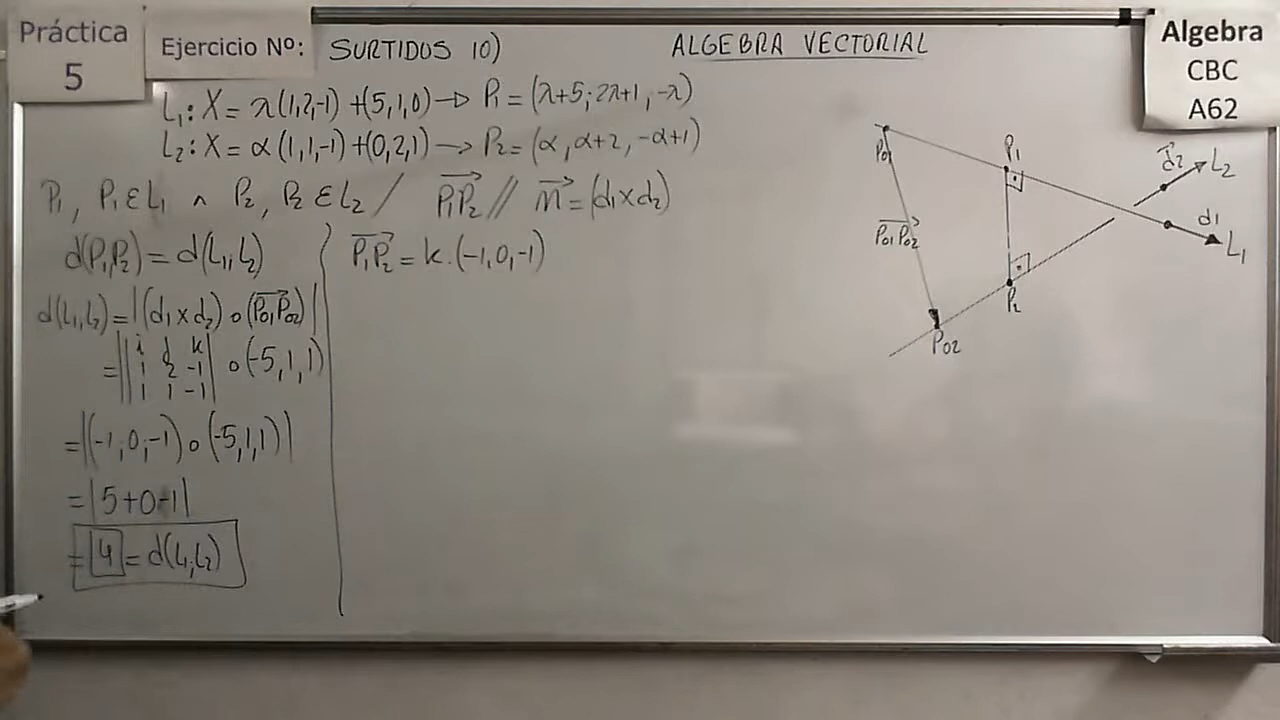 Práctica 5
Ejercicio Nº: SURTIDOS 10)
ALGEBRA VECTORIAL
Algebra
CBC
A62
L₁: X = λ(1,2,-1) + (5,1,0) → P₁ = (λ+5; 2λ+1, -λ)
L₂: X = α(1,1,-1) + (0,2,1) → P₂ = (α, α+2, -α+1)
P₁, P₁ ε L₁ ∧ P₂, P₂ ε L₂ / P₁P₂ // n = (d₁xd₂)
d(P₁,P₂) = d(L₁,L₂)
P₁P₂ = k.(-1,0,-1)
d(L₁,L₂) = |(d₁xd₂) o (P₀₁P₀₂)|
i j k
= || 1 2 -1 | o (-5,1,1)
1 1 -1
= |(-1,0,-1) o (-5,1,1)|
= |5+0-1|
= 4 = d(L₁,L₂)
P₀₁
P₁
d₂
L₂
d₁
L₁
P₀₁P₀₂
P₂
P₀₂